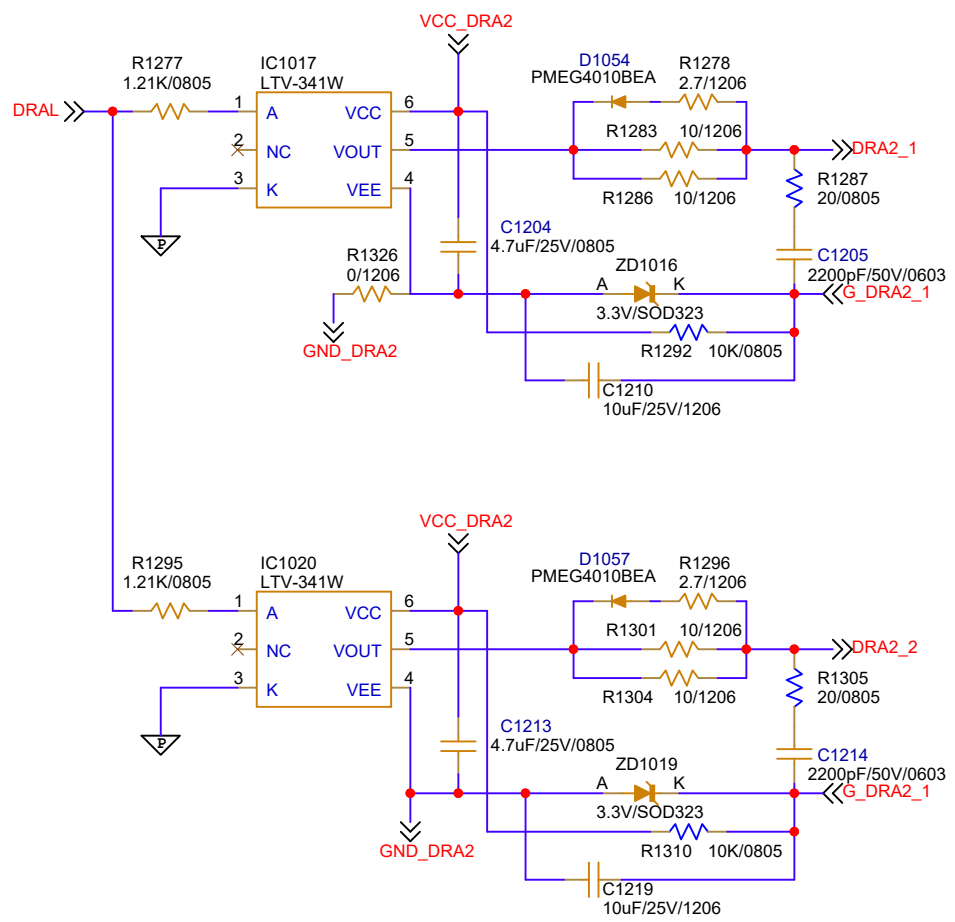 VCC_DRA2
R1277
1.21K/0805
IC1017
LTV-341W
D1054
PMEG4010BEA
R1278
2.7/1206
DRAL
1
A
VCC
6
2
NC
VOUT
5
R1283
10/1206
DRA2_1
3
K
VEE
4
R1286
10/1206
R1287
20/0805
P
C1204
4.7uF/25V/0805
R1326
0/1206
C1205
2200pF/50V/0603
ZD1016
A
K
G_DRA2_1
3.3V/SOD323
GND_DRA2
R1292
10K/0805
C1210
10uF/25V/1206
VCC_DRA2
R1295
1.21K/0805
IC1020
LTV-341W
D1057
PMEG4010BEA
R1296
2.7/1206
1
A
VCC
6
2
NC
VOUT
5
R1301
10/1206
DRA2_2
3
K
VEE
4
R1304
10/1206
R1305
20/0805
P
C1213
4.7uF/25V/0805
C1214
2200pF/50V/0603
ZD1019
A
K
G_DRA2_1
3.3V/SOD323
GND_DRA2
R1310
10K/0805
C1219
10uF/25V/1206